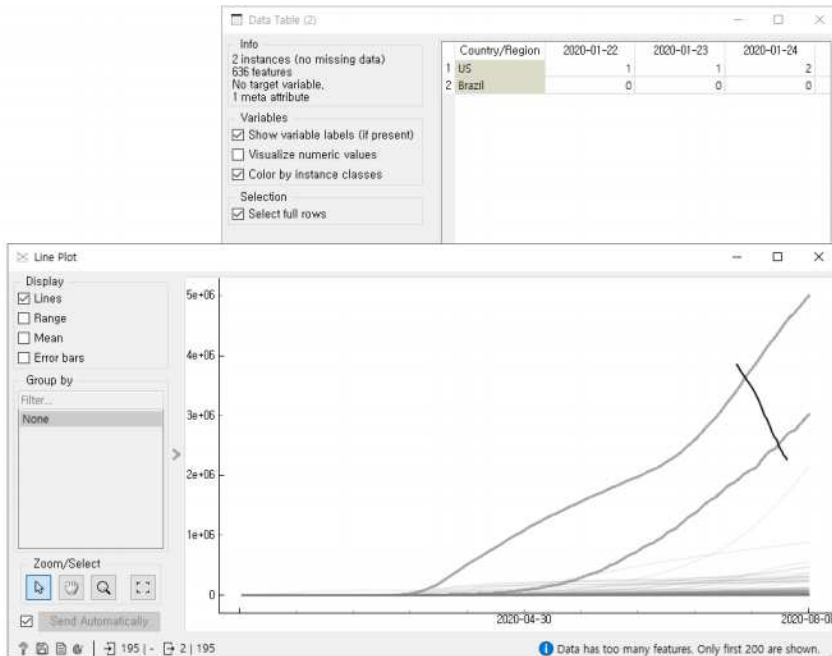 Data Table (2)
Info
2 instances (no missing data)
636 features
No target variable,
1 meta attribute
Variables
Show variable labels (if present)
Visualize numeric values
Color by instance classes
Selection
Select full rows
Country/Region 2020-01-22 2020-01-23 2020-01-24
1 US 1 1 2
2 Brazil 0 0 0
Line Plot
Display
Lines
Range
Mean
Error bars
Group by
Filter...
None
Zoom/Select
Send Automatically
5e+06
4e+06
3e+06
2e+06
1e+06
0
2020-04-30 2020-08-0
195 | - 2 | 195
Data has too many features. Only first 200 are shown.